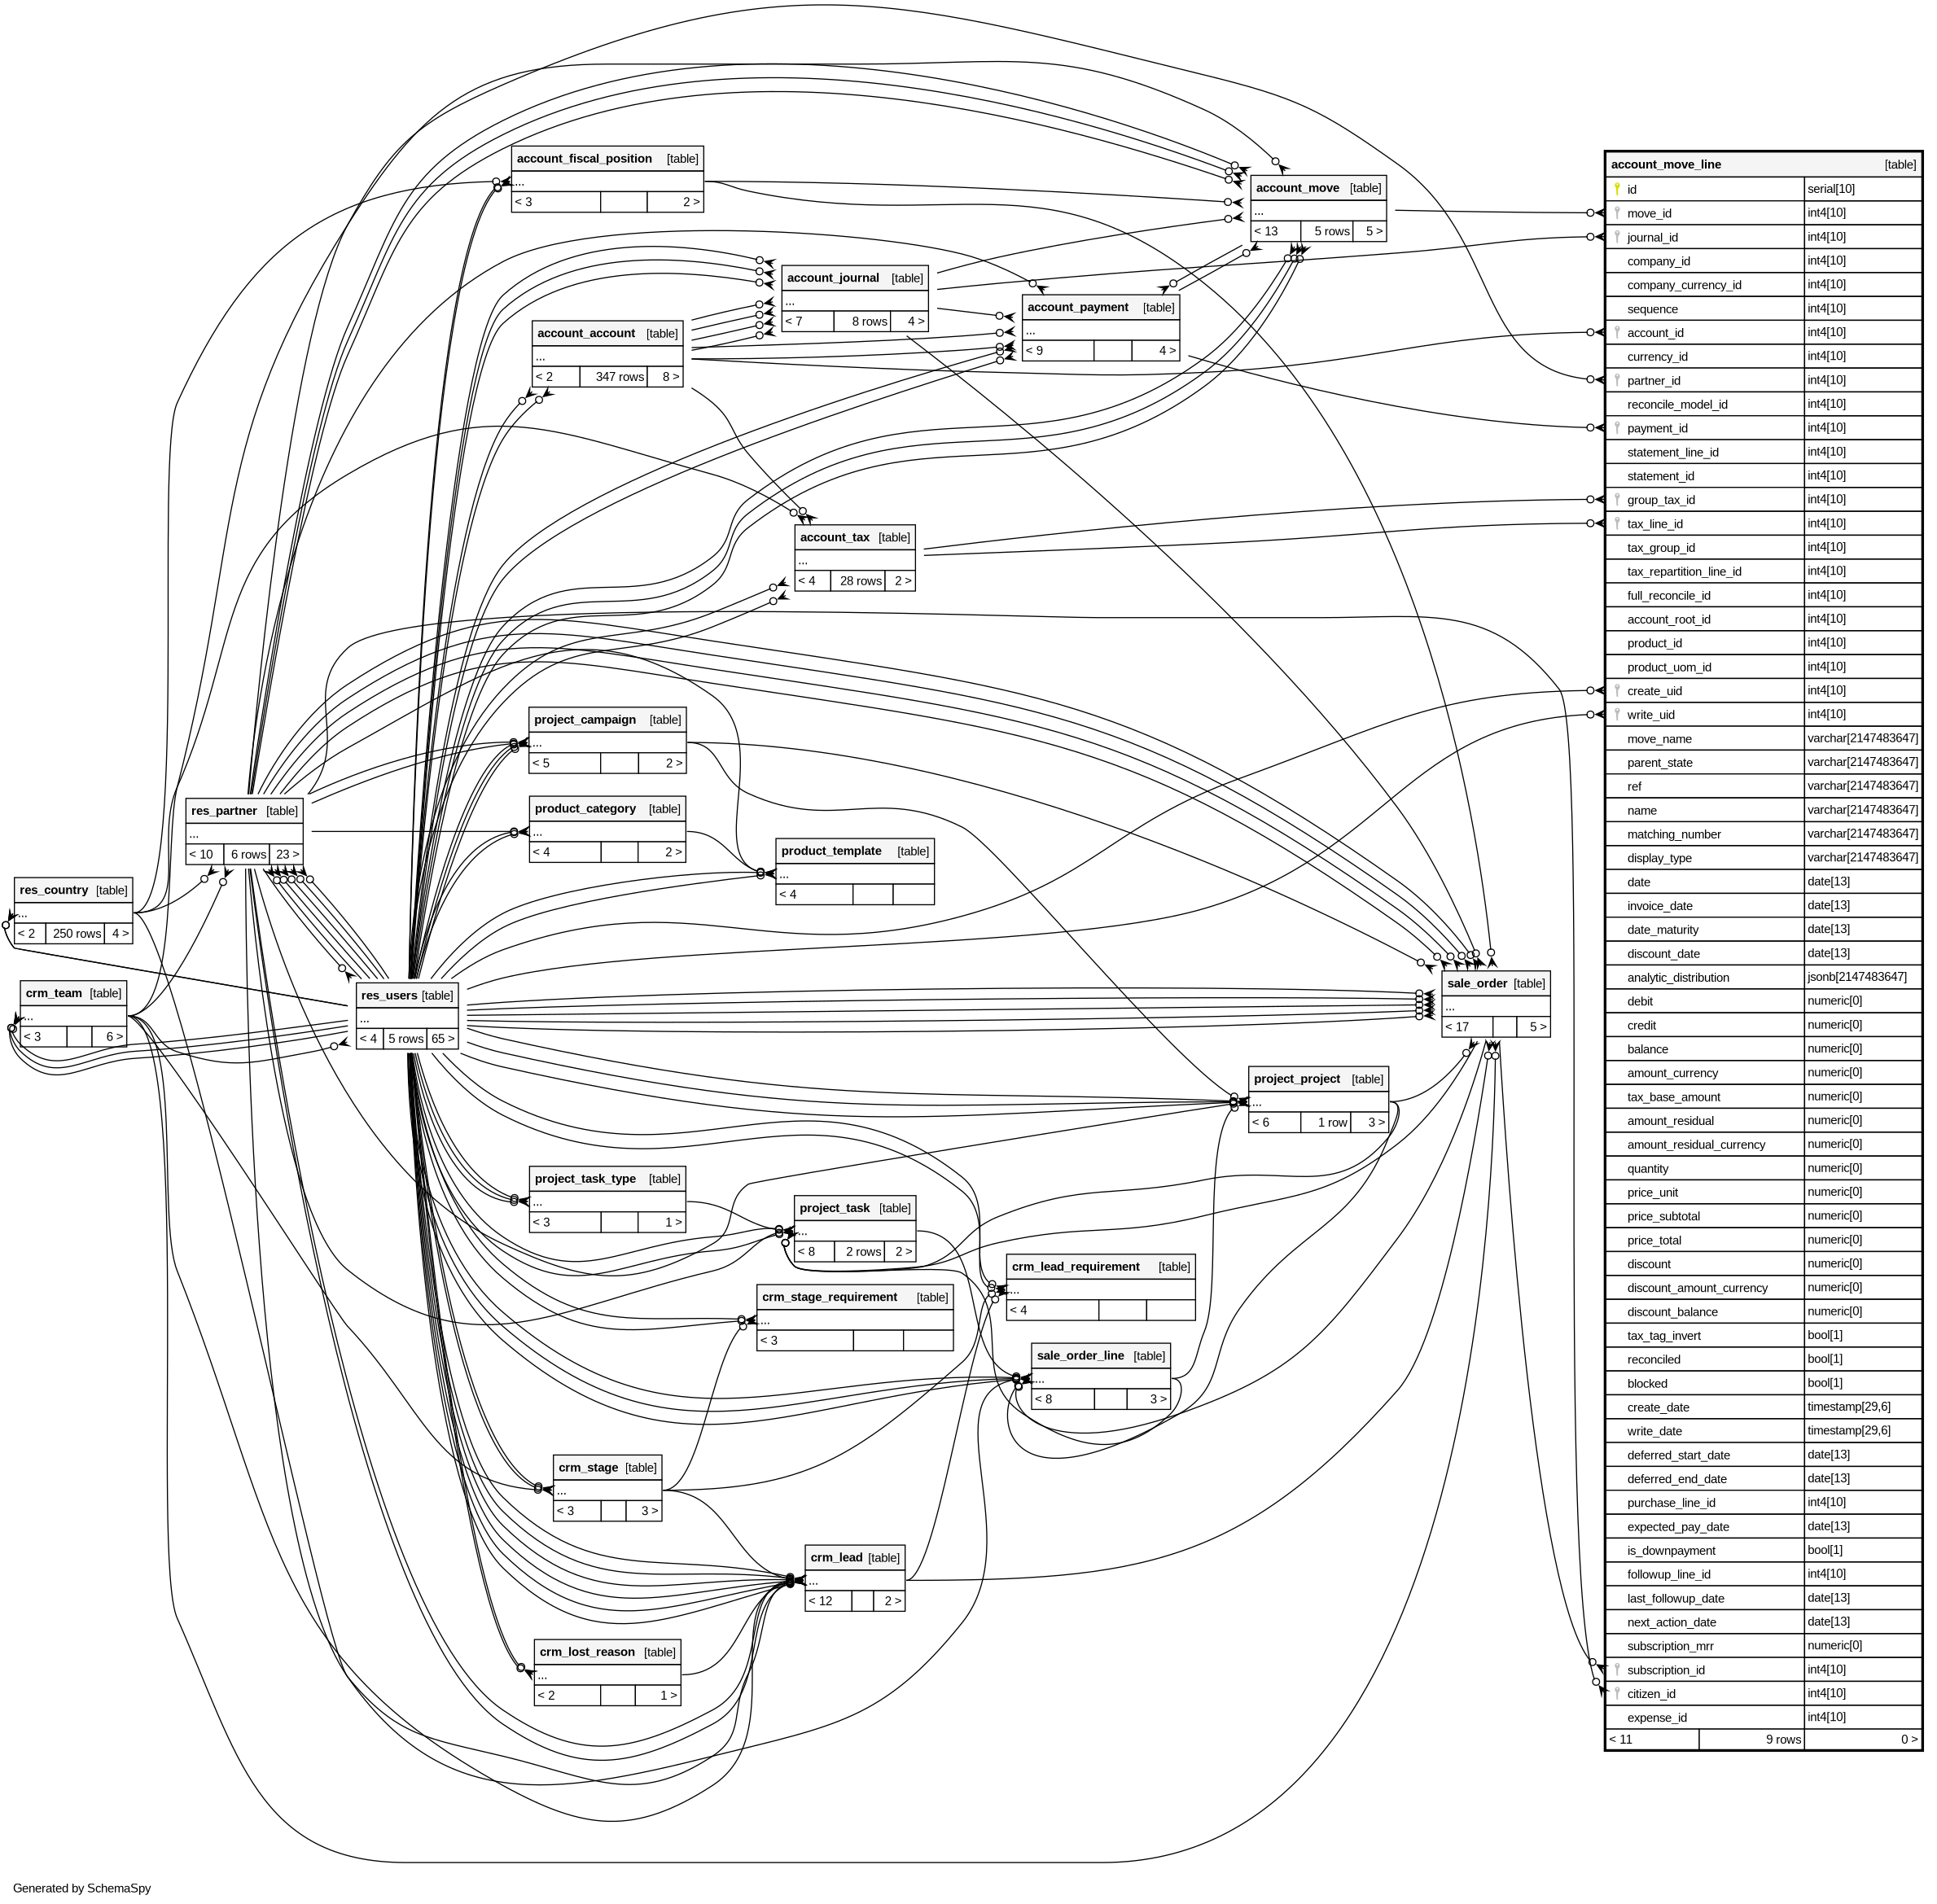 account_fiscal_position [table]
...
< 3 2 >
account_move [table]
...
< 13 5 rows 5 >
account_journal [table]
...
< 7 8 rows 4 >
account_payment [table]
...
< 9 4 >
account_account [table]
...
< 2 347 rows 8 >
account_tax [table]
...
< 4 28 rows 2 >
project_campaign [table]
...
< 5 2 >
res_partner [table]
...
< 10 6 rows 23 >
product_category [table]
...
< 4 2 >
product_template [table]
...
< 4
res_country [table]
...
< 2 250 rows 4 >
crm_team [table]
...
< 3 6 >
res_users [table]
...
< 4 5 rows 65 >
sale_order [table]
...
< 17 5 >
project_project [table]
...
< 6 1 row 3 >
project_task_type [table]
...
< 3 1 >
project_task [table]
...
< 8 2 rows 2 >
crm_lead_requirement [table]
...
< 4
crm_stage_requirement [table]
...
< 3
sale_order_line [table]
...
< 8 3 >
crm_stage [table]
...
< 3 3 >
crm_lead [table]
...
< 12 2 >
crm_lost_reason [table]
...
< 2 1 >
account_move_line [table]
id serial[10]
move_id int4[10]
journal_id int4[10]
company_id int4[10]
company_currency_id int4[10]
sequence int4[10]
account_id int4[10]
currency_id int4[10]
partner_id int4[10]
reconcile_model_id int4[10]
payment_id int4[10]
statement_line_id int4[10]
statement_id int4[10]
group_tax_id int4[10]
tax_line_id int4[10]
tax_group_id int4[10]
tax_repartition_line_id int4[10]
full_reconcile_id int4[10]
account_root_id int4[10]
product_id int4[10]
product_uom_id int4[10]
create_uid int4[10]
write_uid int4[10]
move_name varchar[2147483647]
parent_state varchar[2147483647]
ref varchar[2147483647]
name varchar[2147483647]
matching_number varchar[2147483647]
display_type varchar[2147483647]
date date[13]
invoice_date date[13]
date_maturity date[13]
discount_date date[13]
analytic_distribution jsonb[2147483647]
debit numeric[0]
credit numeric[0]
balance numeric[0]
amount_currency numeric[0]
tax_base_amount numeric[0]
amount_residual numeric[0]
amount_residual_currency numeric[0]
quantity numeric[0]
price_unit numeric[0]
price_subtotal numeric[0]
price_total numeric[0]
discount numeric[0]
discount_amount_currency numeric[0]
discount_balance numeric[0]
tax_tag_invert bool[1]
reconciled bool[1]
blocked bool[1]
create_date timestamp[29,6]
write_date timestamp[29,6]
deferred_start_date date[13]
deferred_end_date date[13]
purchase_line_id int4[10]
expected_pay_date date[13]
is_downpayment bool[1]
followup_line_id int4[10]
last_followup_date date[13]
next_action_date date[13]
subscription_mrr numeric[0]
subscription_id int4[10]
citizen_id int4[10]
expense_id int4[10]
< 11 9 rows 0 >
Generated by SchemaSpy